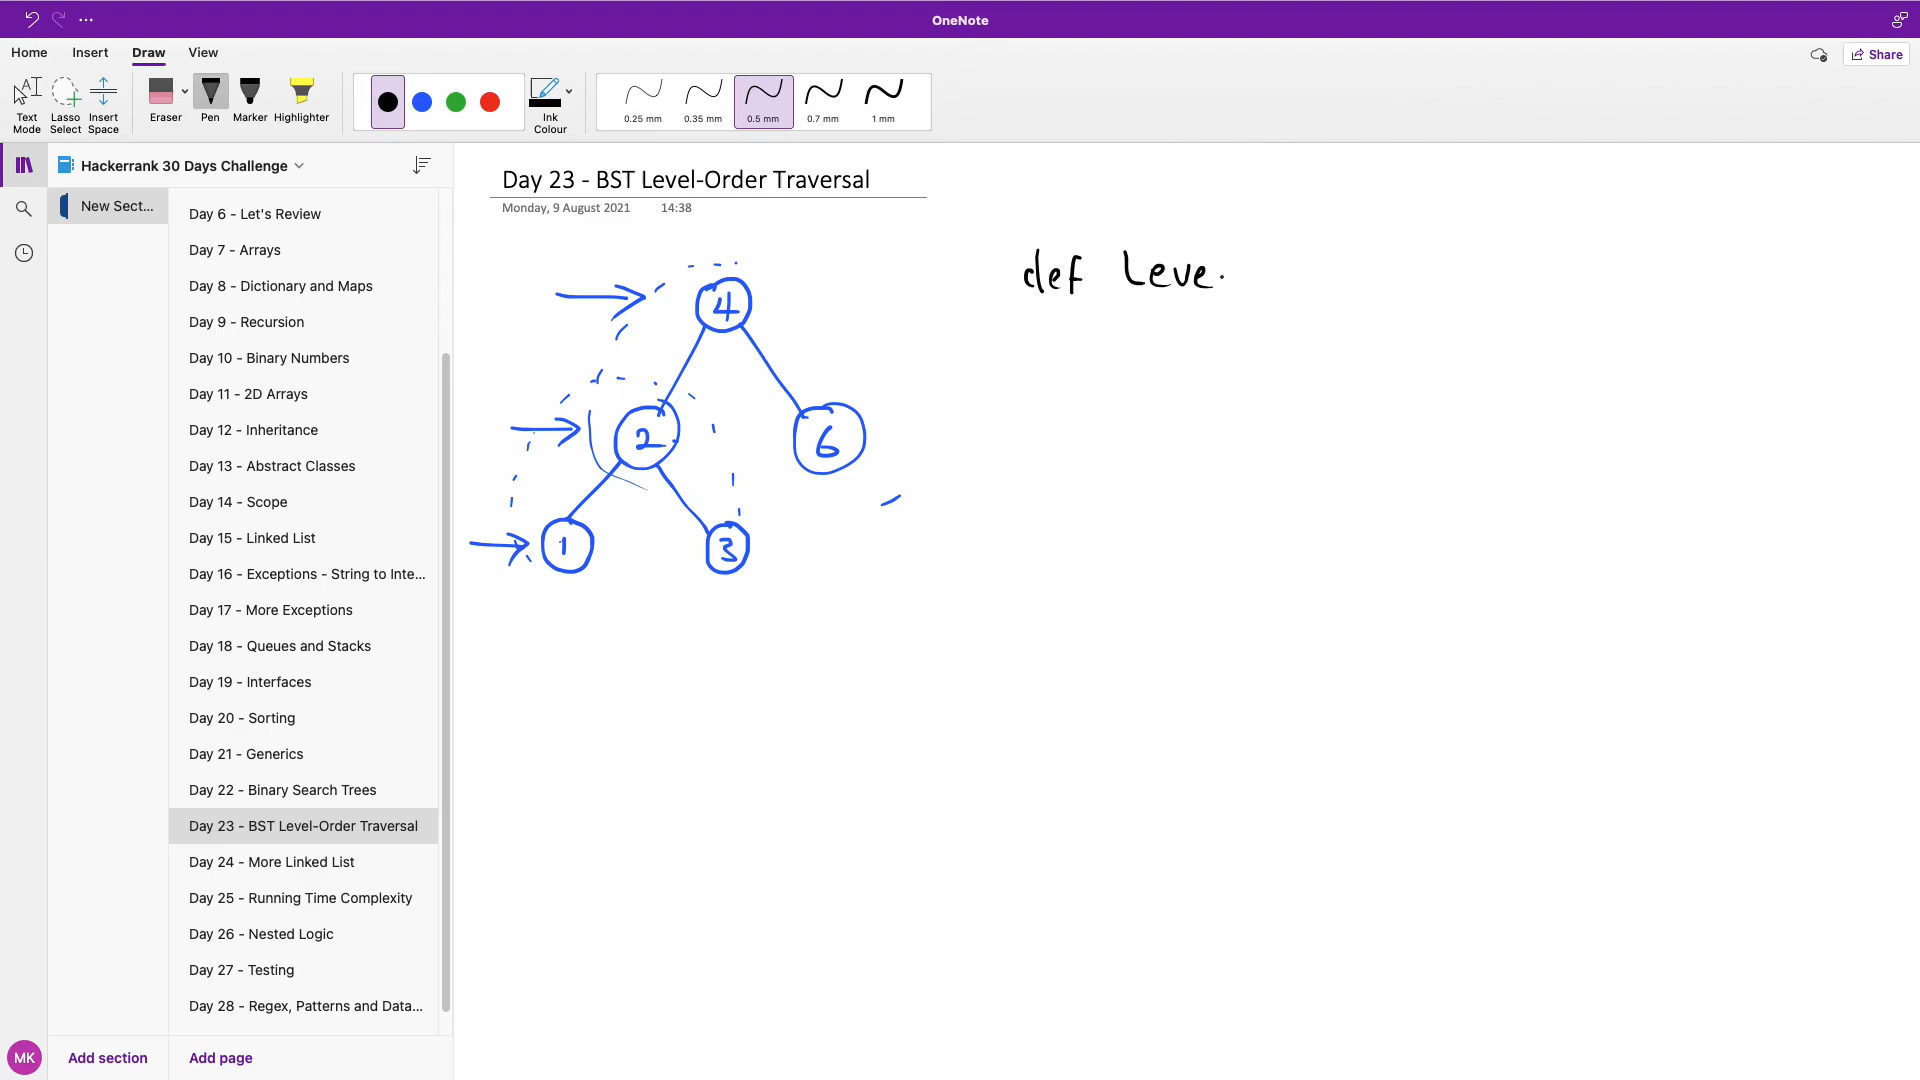 OneNote
Home Insert Draw View
Share
Text Mode
Lasso Select
Insert Space
Eraser
Pen
Marker
Highlighter
Ink Colour
0.25 mm
0.35 mm
0.5 mm
0.7 mm
1 mm
Hackerrank 30 Days Challenge
New Sect...
Day 6 - Let's Review
Day 7 - Arrays
Day 8 - Dictionary and Maps
Day 9 - Recursion
Day 10 - Binary Numbers
Day 11 - 2D Arrays
Day 12 - Inheritance
Day 13 - Abstract Classes
Day 14 - Scope
Day 15 - Linked List
Day 16 - Exceptions - String to Inte...
Day 17 - More Exceptions
Day 18 - Queues and Stacks
Day 19 - Interfaces
Day 20 - Sorting
Day 21 - Generics
Day 22 - Binary Search Trees
Day 23 - BST Level-Order Traversal
Day 24 - More Linked List
Day 25 - Running Time Complexity
Day 26 - Nested Logic
Day 27 - Testing
Day 28 - Regex, Patterns and Data...
MK
Add section
Add page
Day 23 - BST Level-Order Traversal
Monday, 9 August 2021 14:38
def Leve
4
2 6
1 3